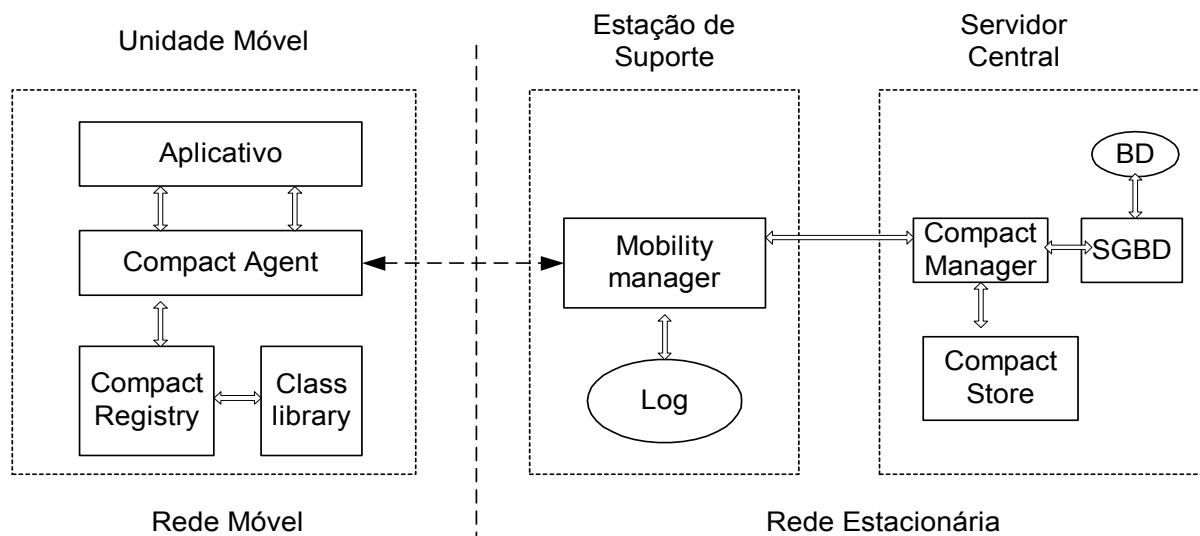 Unidade Móvel
Estação de
Suporte
Servidor
Central
Aplicativo
Compact Agent
Compact
Registry
Class
library
Mobility
manager
Log
BD
Compact
Manager
SGBD
Compact
Store
Rede Móvel
Rede Estacionária